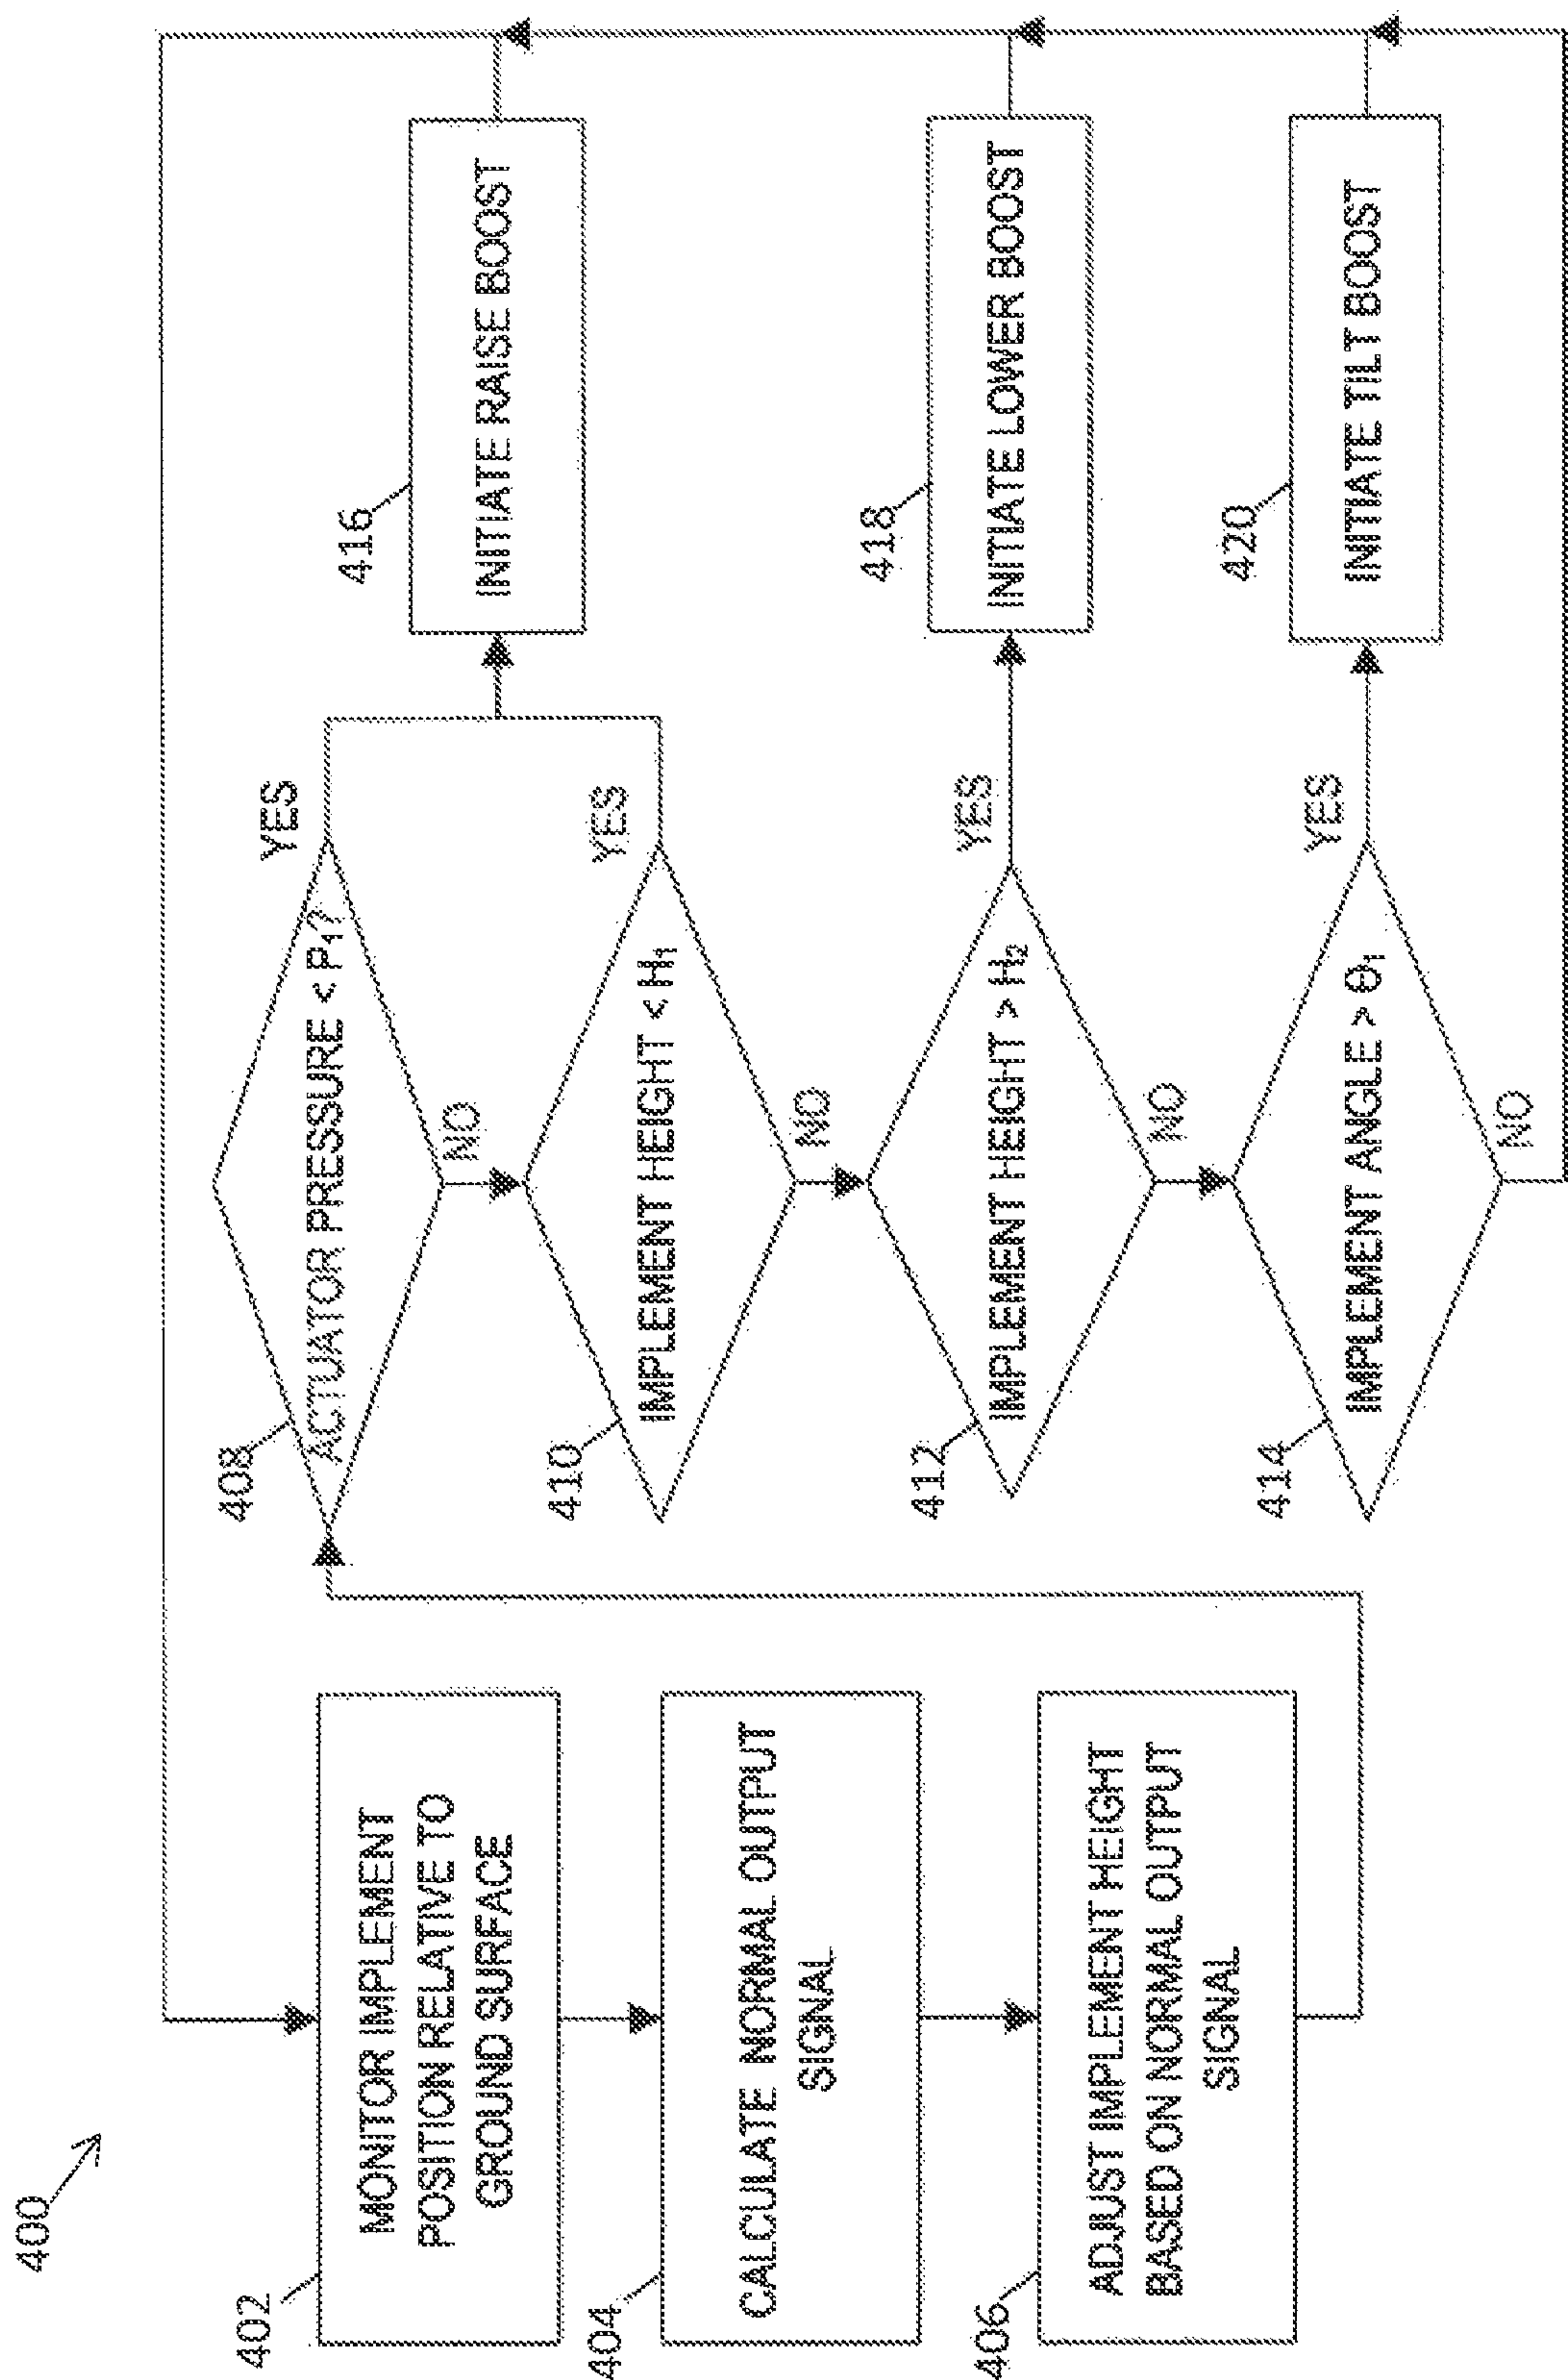 400
402
MONITOR IMPLEMENT
POSITION RELATIVE TO
GROUND SURFACE
404
CALCULATE NORMAL OUTPUT
SIGNAL
406
ADJUST IMPLEMENT HEIGHT
BASED ON NORMAL OUTPUT
SIGNAL
408
ACTUATOR PRESSURE < P₁?
YES
NO
410
IMPLEMENT HEIGHT < H₁
YES
NO
412
IMPLEMENT HEIGHT > H₂
YES
NO
414
IMPLEMENT ANGLE > Θ₁
YES
NO
416
INITIATE RAISE BOOST
418
INITIATE LOWER BOOST
420
INITIATE TILT BOOST